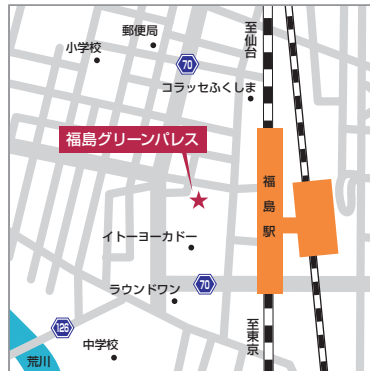 郵便局
至仙台
小学校
70
コラッセふくしま
福島グリーンパレス
福島駅
イトーヨーカドー
70
ラウンドワン
126
至東京
中学校
荒川